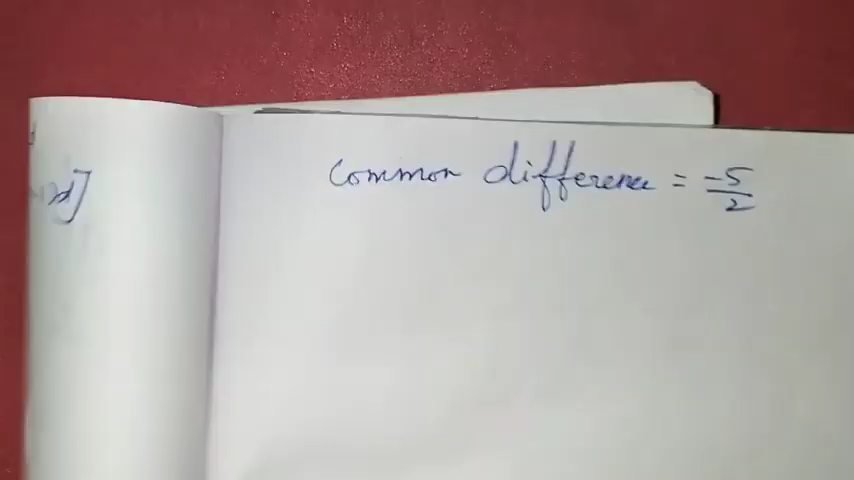 common difference = -5/2